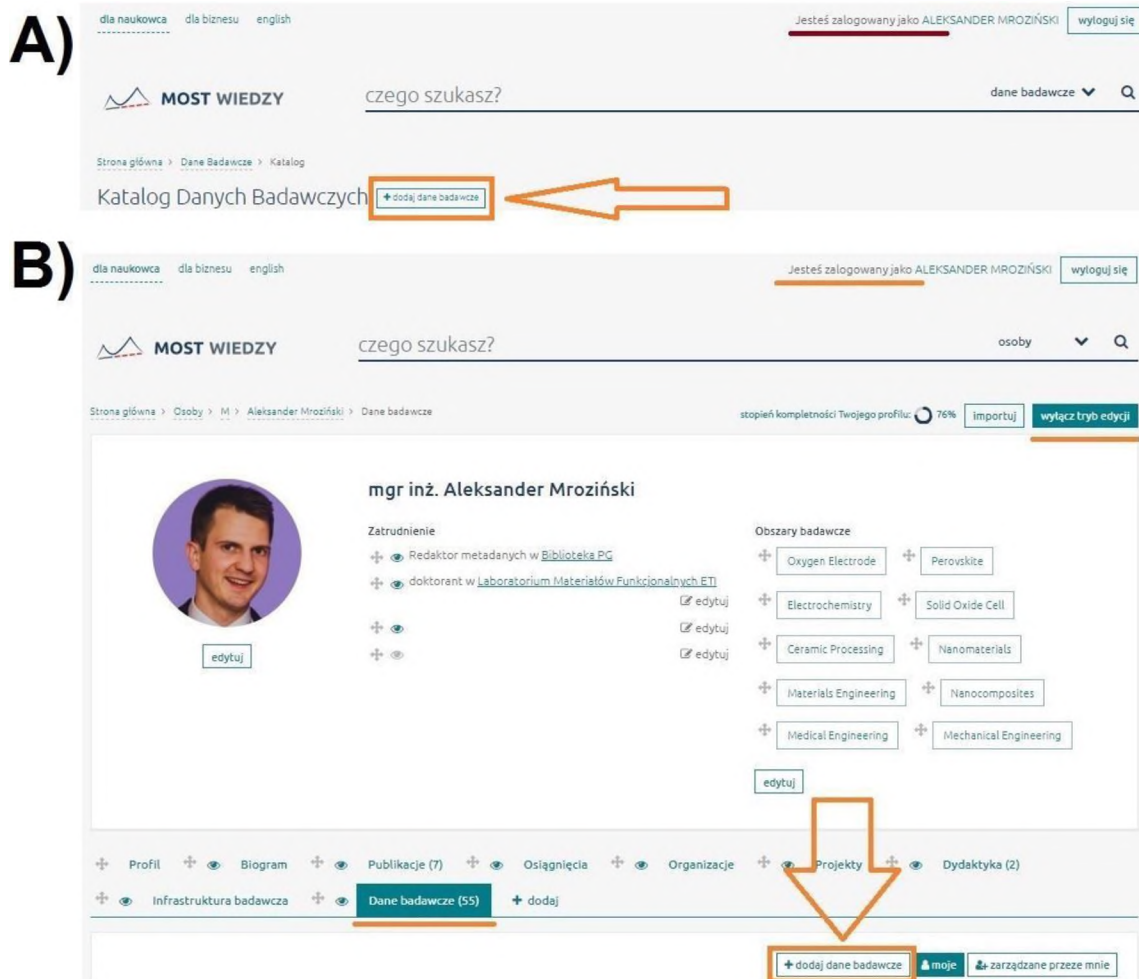 A)
dla naukowca dla biznesu english
Jesteś zalogowany jako ALEKSANDER MROZIŃSKI wyloguj się
MOST WIEDZY czego szukasz? dane badawcze
Strona główna > Dane Badawcze > Katalog
Katalog Danych Badawczych + dodaj dane badawcze
B)
dla naukowca dla biznesu english
Jesteś zalogowany jako ALEKSANDER MROZIŃSKI wyloguj się
MOST WIEDZY czego szukasz? osoby
Strona główna > Osoby > M > Aleksander Mroziński > Dane badawcze
stopień kompletności Twojego profilu: 76% importuj wyłącz tryb edycji
mgr inż. Aleksander Mroziński
Zatrudnienie
Redaktor metadanych w Biblioteka PG
doktorant w Laboratorium Materiałów Funkcjonalnych ETI
edytuj
edytuj
edytuj
edytuj
Obszary badawcze
Oxygen Electrode Perovskite
Electrochemistry Solid Oxide Cell
Ceramic Processing Nanomaterials
Materials Engineering Nanocomposites
Medical Engineering Mechanical Engineering
edytuj
Profil Biogram Publikacje (7) Osiągnięcia Organizacje Projekty Dydaktyka (2)
Infrastruktura badawcza Dane badawcze (55) + dodaj
+ dodaj dane badawcze moje zarządzane przeze mnie